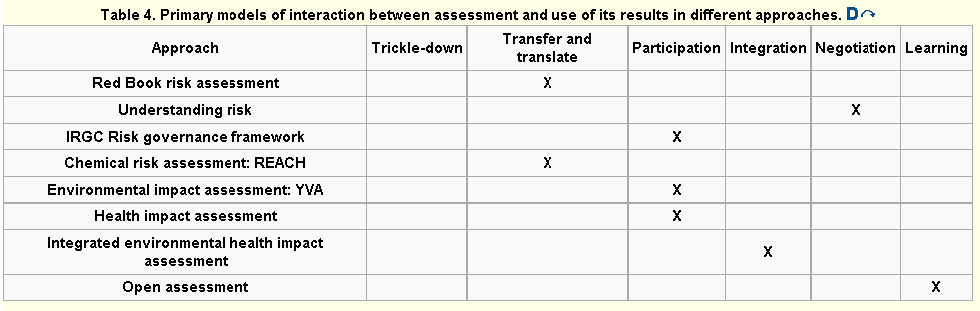 Table 4. Primary models of interaction between assessment and use of its results in different approaches. D
Approach Trickle-down Transfer and translate Participation Integration Negotiation Learning
Red Book risk assessment X
Understanding risk X
IRGC Risk governance framework X
Chemical risk assessment: REACH X
Environmental impact assessment: YVA X
Health impact assessment X
Integrated environmental health impact
assessment X
Open assessment X